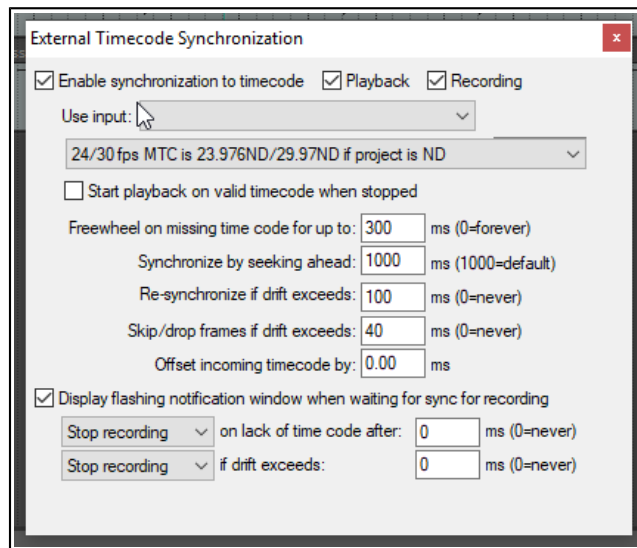 External Timecode Synchronization x
Enable synchronization to timecode Playback Recording
Use input:
24/30 fps MTC is 23.976ND/29.97ND if project is ND
Start playback on valid timecode when stopped
Freewheel on missing time code for up to: 300 ms (0=forever)
Synchronize by seeking ahead: 1000 ms (1000=default)
Re-synchronize if drift exceeds: 100 ms (0=never)
Skip/drop frames if drift exceeds: 40 ms (0=never)
Offset incoming timecode by: 0.00 ms
Display flashing notification window when waiting for sync for recording
Stop recording on lack of time code after: 0 ms (0=never)
Stop recording if drift exceeds: 0 ms (0=never)